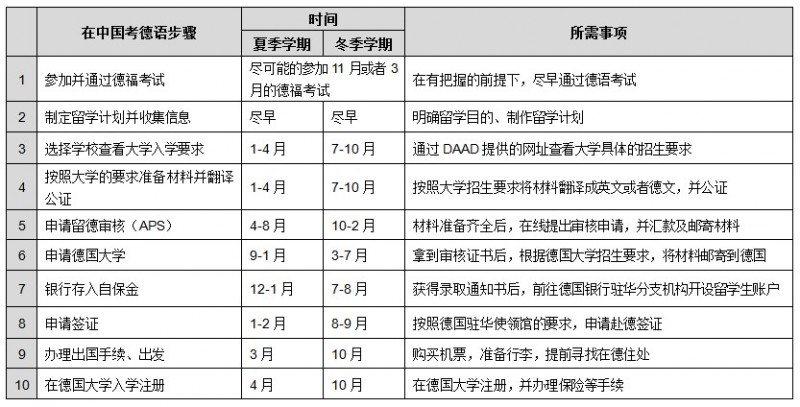 在中国考德语步骤 时间 所需事项
夏季学期 冬季学期
1 参加并通过德福考试 尽可能的参加 11 月或者 3 在有把握的前提下，尽早通过德语考试
月的德福考试
2 制定留学计划并收集信息 尽早 尽早 明确留学目的、制作留学计划
3 选择学校查看大学入学要求 1-4 月 7-10 月 通过 DAAD 提供的网址查看大学具体的招生要求
4 按照大学的要求准备材料并翻译 1-4 月 7-10 月 按照大学招生要求将材料翻译成英文或者德文，并公证
公证
5 申请留德审核（APS） 4-8 月 10-2 月 材料准备齐全后，在线提出审核申请，并汇款及邮寄材料
6 申请德国大学 9-1 月 3-7 月 拿到审核证书后，根据德国大学招生要求，将材料邮寄到德国
7 银行存入自保金 12-1 月 7-8 月 获得录取通知书后，前往德国银行驻华分支机构开设留学生账户
8 申请签证 1-2 月 8-9 月 按照德国驻华使领馆的要求，申请赴德签证
9 办理出国手续、出发 3 月 10 月 购买机票，准备行李，提前寻找在德住处
10 在德国大学入学注册 4 月 10 月 在德国大学注册，并办理保险等手续